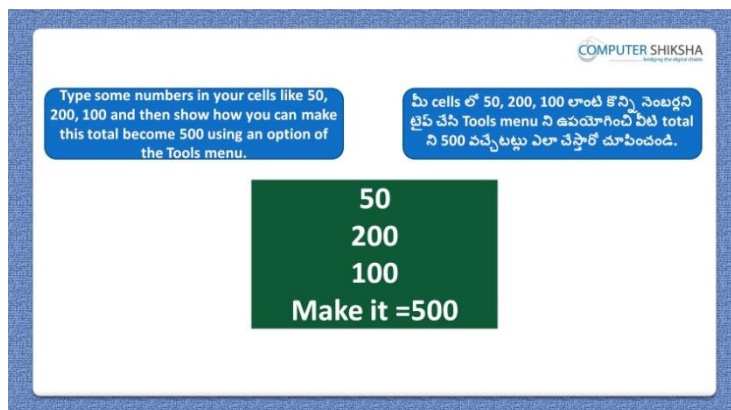 COMPUTER SHIKSHA
bridging the digital divide
Type some numbers in your cells like 50,
200, 100 and then show how you can make
this total become 500 using an option of
the Tools menu.
మీ cells లో 50, 200, 100 లాంటి కొన్ని నెంబర్లని
టైప్ చేసి Tools menu ని ఉపయోగించి వీటి total
ని 500 వచ్చేటట్లు ఎలా చేస్తారో చూపించండి.
50
200
100
Make it =500